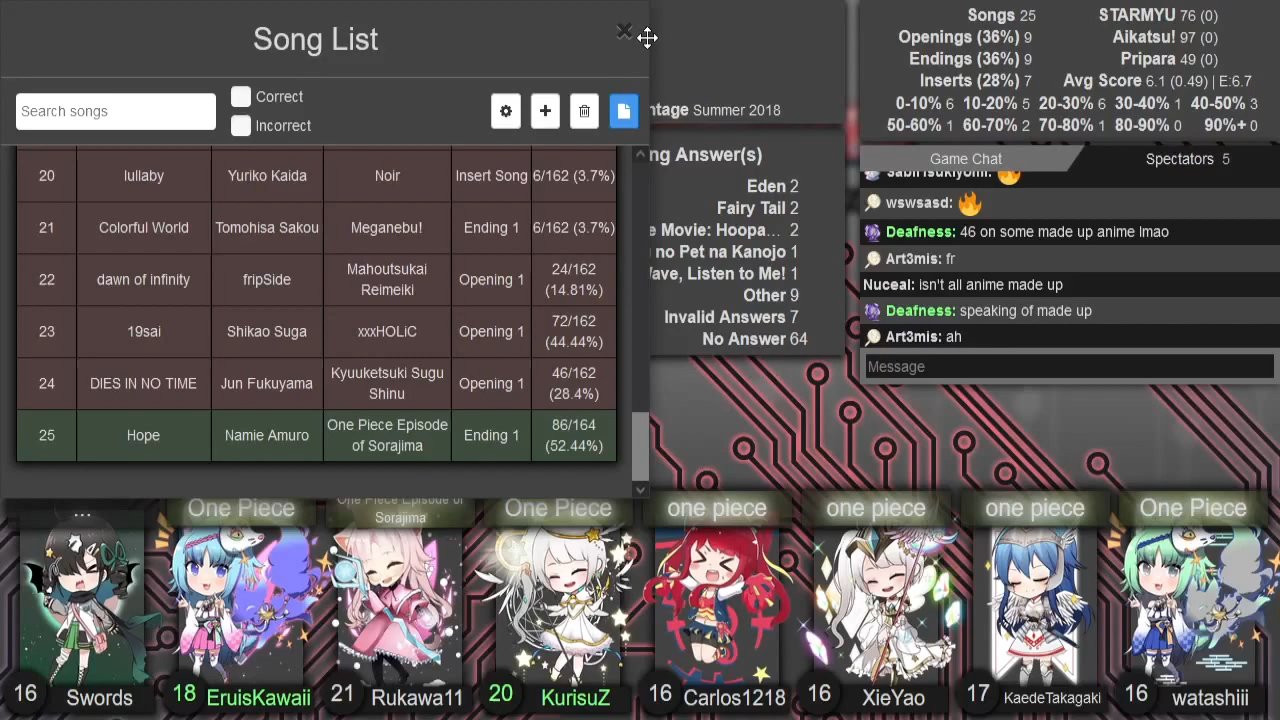 Song List
Search songs
Correct
Incorrect
20 lullaby Yuriko Kaida Noir Insert Song 6/162 (3.7%)
21 Colorful World Tomohisa Sakou Meganebu! Ending 1 6/162 (3.7%)
22 dawn of infinity fripSide Mahoutsukai Reimeiki Opening 1 24/162 (14.81%)
23 19sai Shikao Suga xxxHOLiC Opening 1 72/162 (44.44%)
24 DIES IN NO TIME Jun Fukuyama Kyuuketsuki Sugu Shinu Opening 1 46/162 (28.4%)
25 Hope Namie Amuro One Piece Episode of Sorajima Ending 1 86/164 (52.44%)
ntage Summer 2018
ng Answer(s)
Eden 2
Fairy Tail 2
e Movie: Hoopa... 2
no Pet na Kanojo 1
Wave, Listen to Me! 1
Other 9
Invalid Answers 7
No Answer 64
Songs 25 STARMYU 76 (0)
Openings (36%) 9 Aikatsu! 97 (0)
Endings (36%) 9 Pripara 49 (0)
Inserts (28%) 7 Avg Score 6.1 (0.49) | E:6.7
0-10% 6 10-20% 5 20-30% 6 30-40% 1 40-50% 3
50-60% 1 60-70% 2 70-80% 1 80-90% 0 90%+ 0
Game Chat Spectators 5
wswsasd:
Deafness: 46 on some made up anime lmao
Art3mis: fr
Nuceal: isn't all anime made up
Deafness: speaking of made up
Art3mis: ah
Message
... One Piece One Piece Episode of Sorajima One Piece one piece one piece one piece One Piece
16 Swords 18 EruisKawaii 21 Rukawa11 20 KurisuZ 16 Carlos1218 16 XieYao 17 KaedeTakagaki 16 watashiii